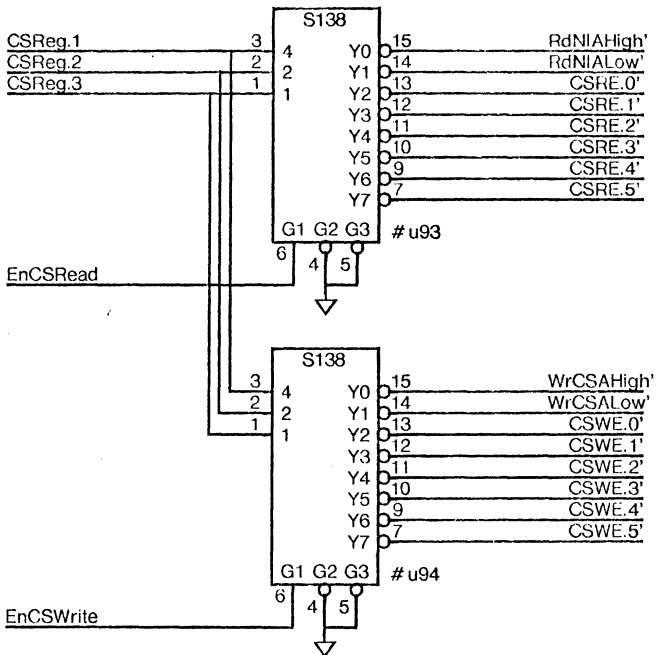 S138
CSReg.1 3 4 Y0 15 RdNIAHigh'
CSReg.2 2 2 Y1 14 RdNIALow'
CSReg.3 1 1 Y2 13 CSRE.0'
Y3 12 CSRE.1'
Y4 11 CSRE.2'
Y5 10 CSRE.3'
Y6 9 CSRE.4'
Y7 7 CSRE.5'
G1 G2 G3 # u93
6 4 5
EnCSRead
S138
3 4 Y0 15 WrCSAHigh'
2 2 Y1 14 WrCSALow'
1 1 Y2 13 CSWE.0'
Y3 12 CSWE.1'
Y4 11 CSWE.2'
Y5 10 CSWE.3'
Y6 9 CSWE.4'
Y7 7 CSWE.5'
G1 G2 G3 # u94
6 4 5
EnCSWrite